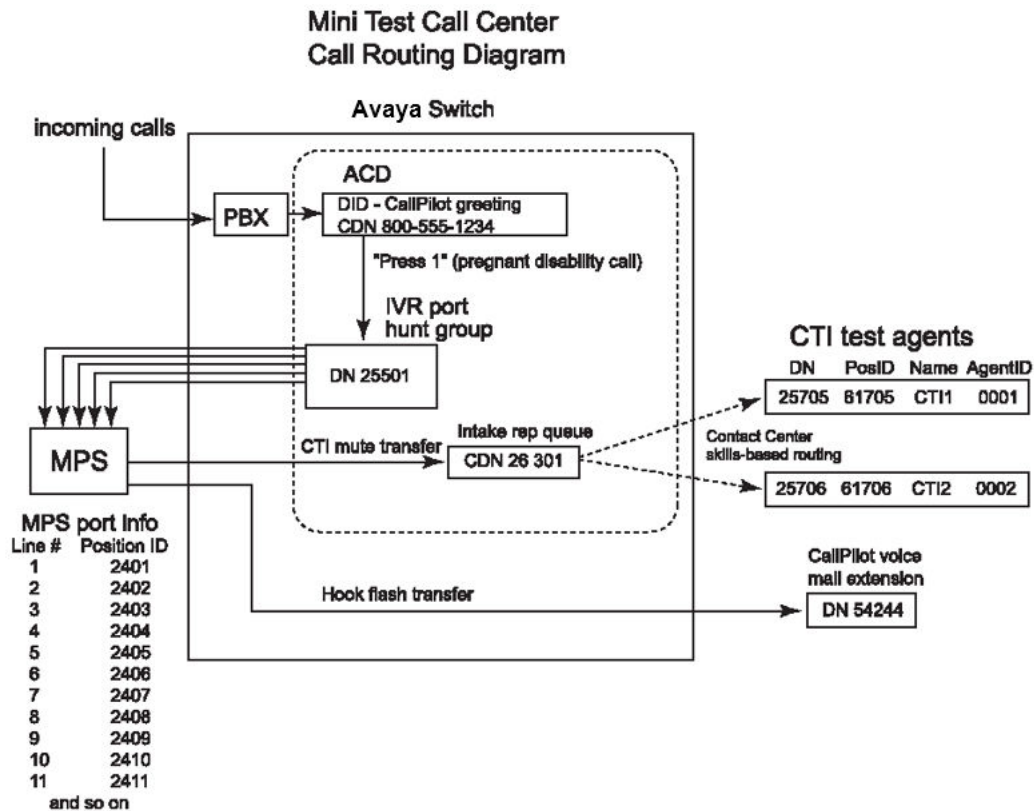 Mini Test Call Center
Call Routing Diagram
Avaya Switch
incoming calls
ACD
PBX
DID - CallPilot greeting
CDN 800-555-1234
"Press 1" (pregnant disability call)
IVR port
hunt group
DN 25501
CTI test agents
DN PosID Name AgentID
25705 61705 CTI1 0001
Contact Center
skills-based routing
25706 61706 CTI2 0002
Intake rep queue
CTI mute transfer
CDN 26 301
MPS
MPS port Info
Line # Position ID
1 2401
2 2402
3 2403
4 2404
5 2405
6 2406
7 2407
8 2408
9 2409
10 2410
11 2411
and so on
Hook flash transfer
CallPilot voice
mail extension
DN 54244